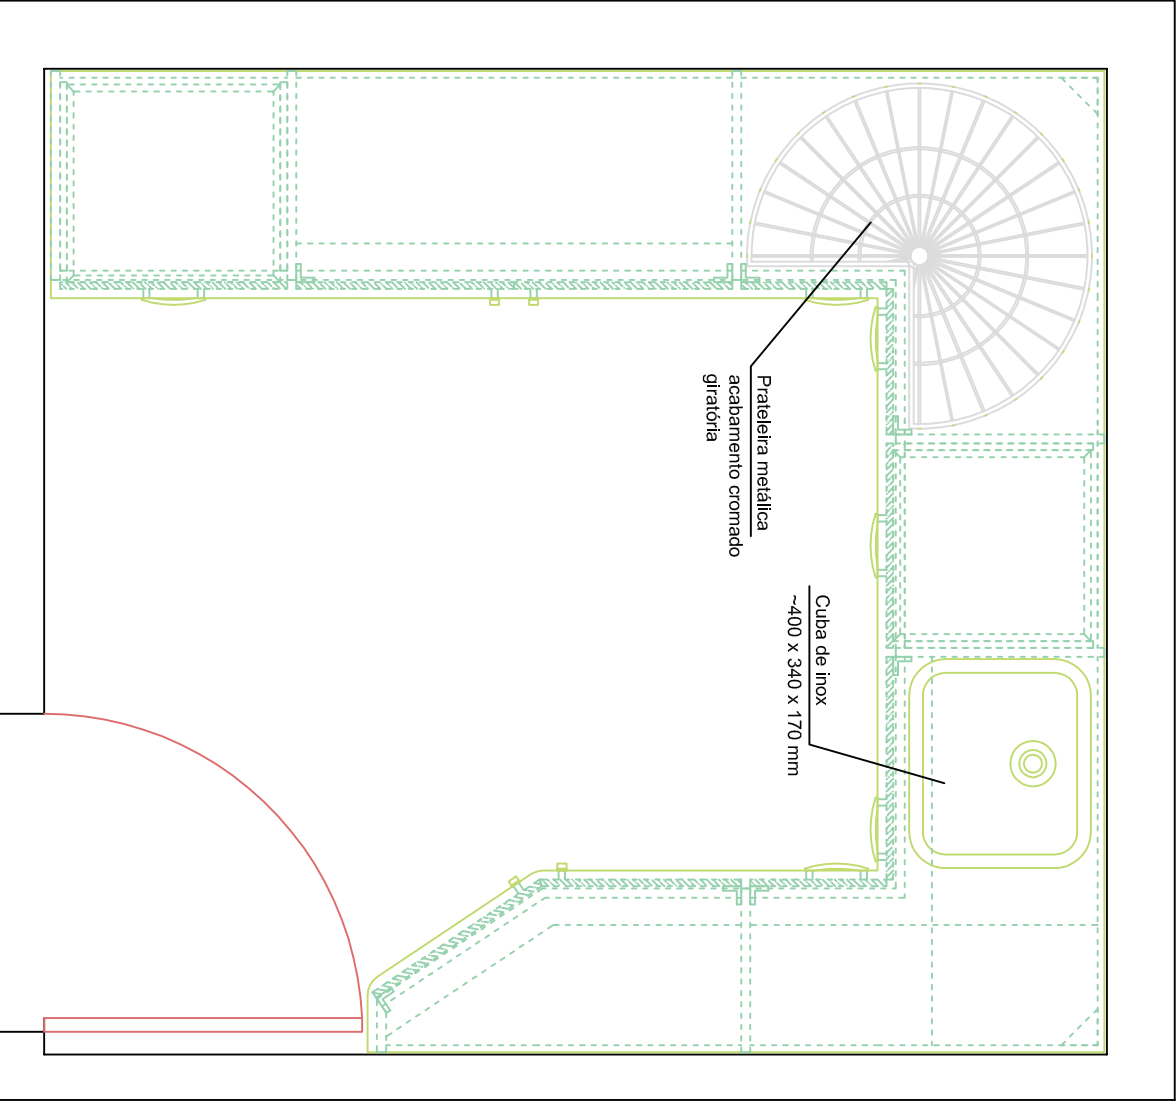 Prateleira metálica
acabamento cromado
giratória
Cuba de inox
~400 x 340 x 170 mm